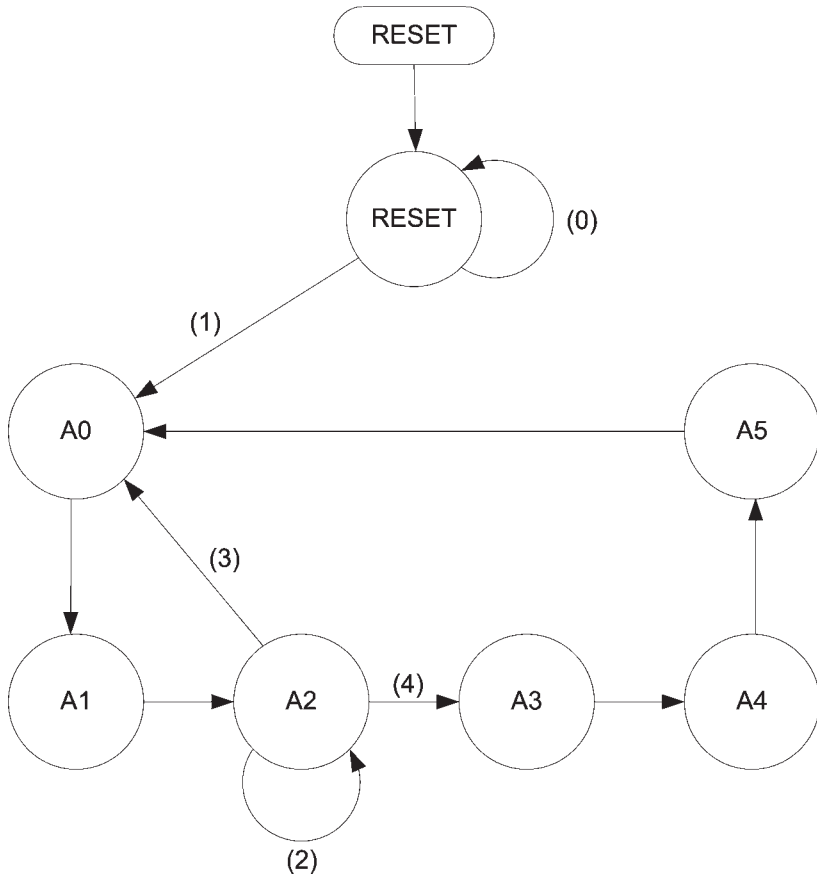 RESET
RESET
(0)
(1)
A0
A5
(3)
A1
A2
(4)
A3
A4
(2)